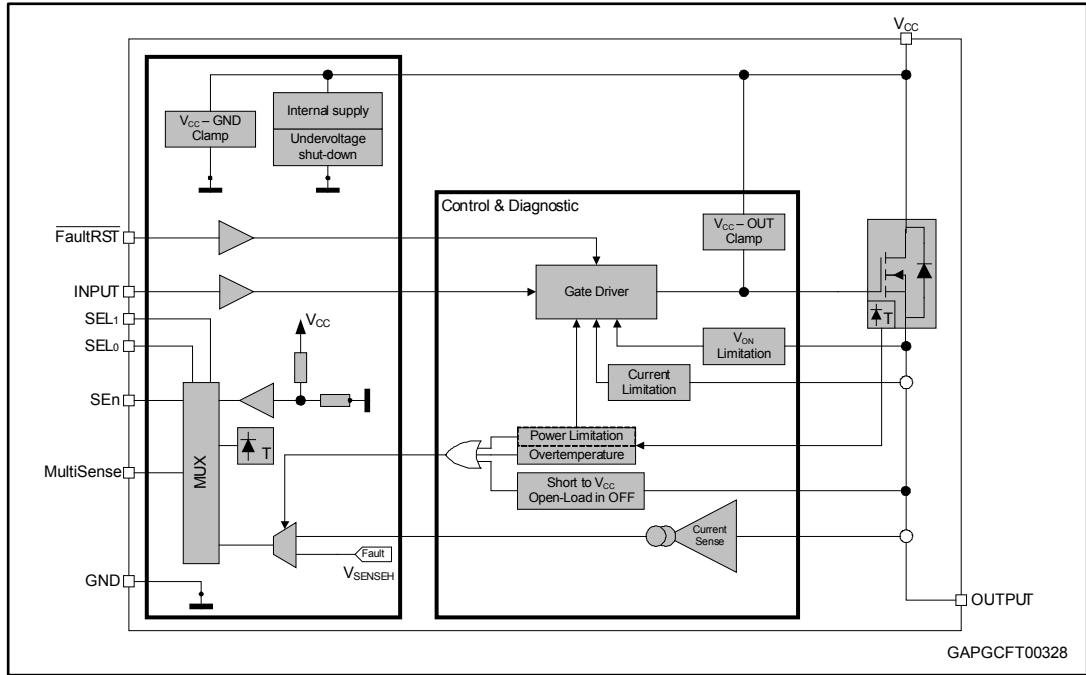 VCC
VCC – GND
Clamp
Internal supply
Undervoltage
shut-down
Control & Diagnostic
VCC – OUT
Clamp
FaultRST
INPUT
SEL1
SEL0
SEn
MultiSense
GND
VCC
MUX
T
Gate Driver
T
VON
Limitation
Current
Limitation
Power Limitation
Overtemperature
Short to VCC
Open-Load in OFF
Current
Sense
Fault
VSENSEH
OUTPUT
GAPGCFT00328